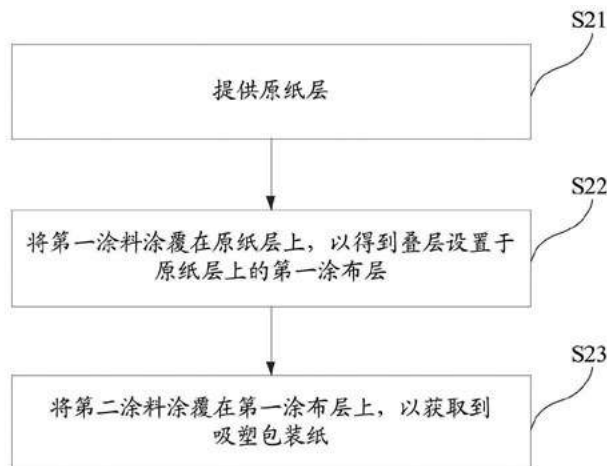 S21
提供原纸层
S22
将第一涂料涂覆在原纸层上，以得到叠层设置于
原纸层上的第一涂布层
S23
将第二涂料涂覆在第一涂布层上，以获取到
吸塑包装纸